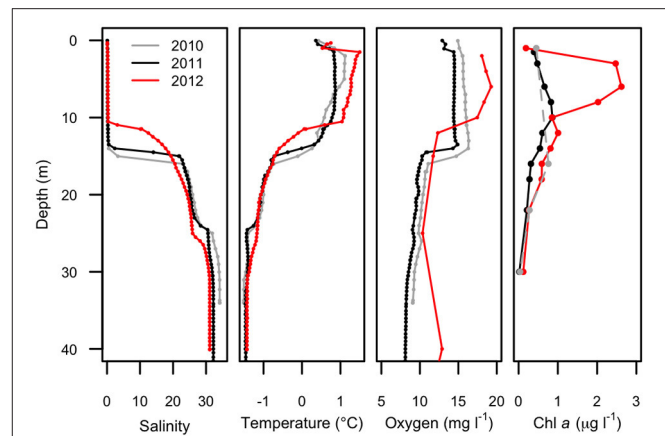 0
10
20
30
40
Depth (m)
2010
2011
2012
0 10 20 30
Salinity
-1 0 1
Temperature (°C)
5 10 15 20
Oxygen (mg l⁻¹)
0 1 2 3
Chl a (µg l⁻¹)